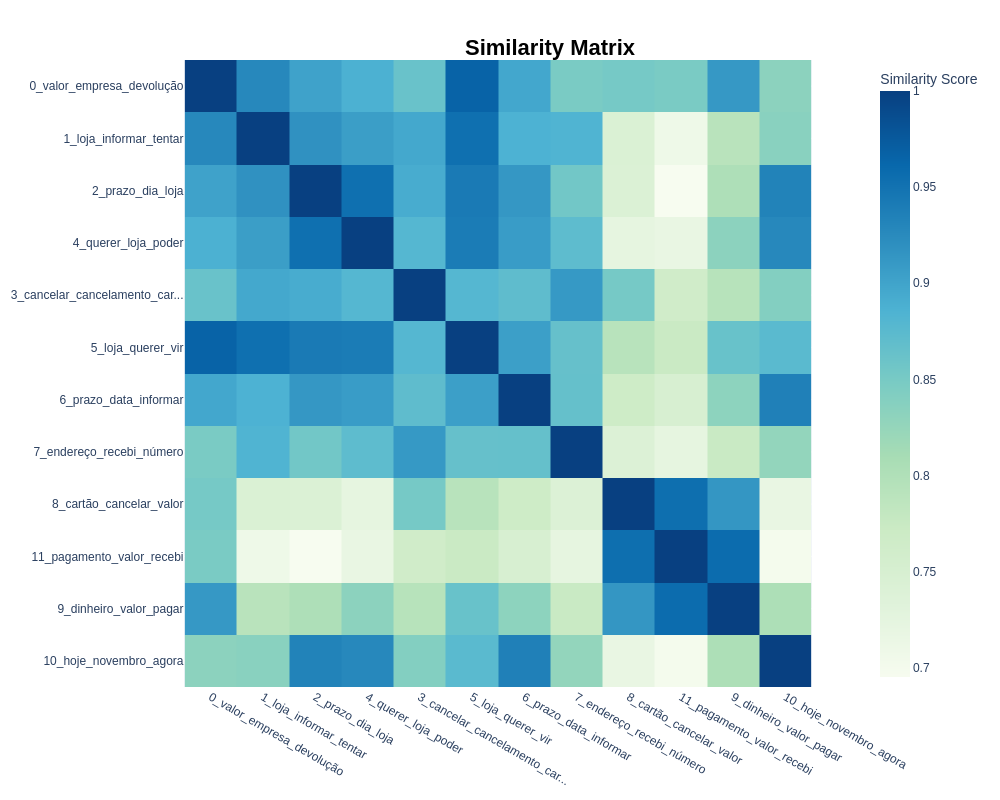 Similarity Matrix
Similarity Score
0_valor_empresa_devolução
1_loja_informar_tentar
2_prazo_dia_loja
4_querer_loja_poder
3_cancelar_cancelamento_car...
5_loja_querer_vir
6_prazo_data_informar
7_endereço_recebi_número
8_cartão_cancelar_valor
11_pagamento_valor_recebi
9_dinheiro_valor_pagar
10_hoje_novembro_agora
1
0.95
0.9
0.85
0.8
0.75
0.7
0_valor_empresa_devolução
1_loja_informar_tentar
2_prazo_dia_loja
4_querer_loja_poder
3_cancelar_cancelamento_car...
5_loja_querer_vir
6_prazo_data_informar
7_endereço_recebi_número
8_cartão_cancelar_valor
11_pagamento_valor_recebi
9_dinheiro_valor_pagar
10_hoje_novembro_agora